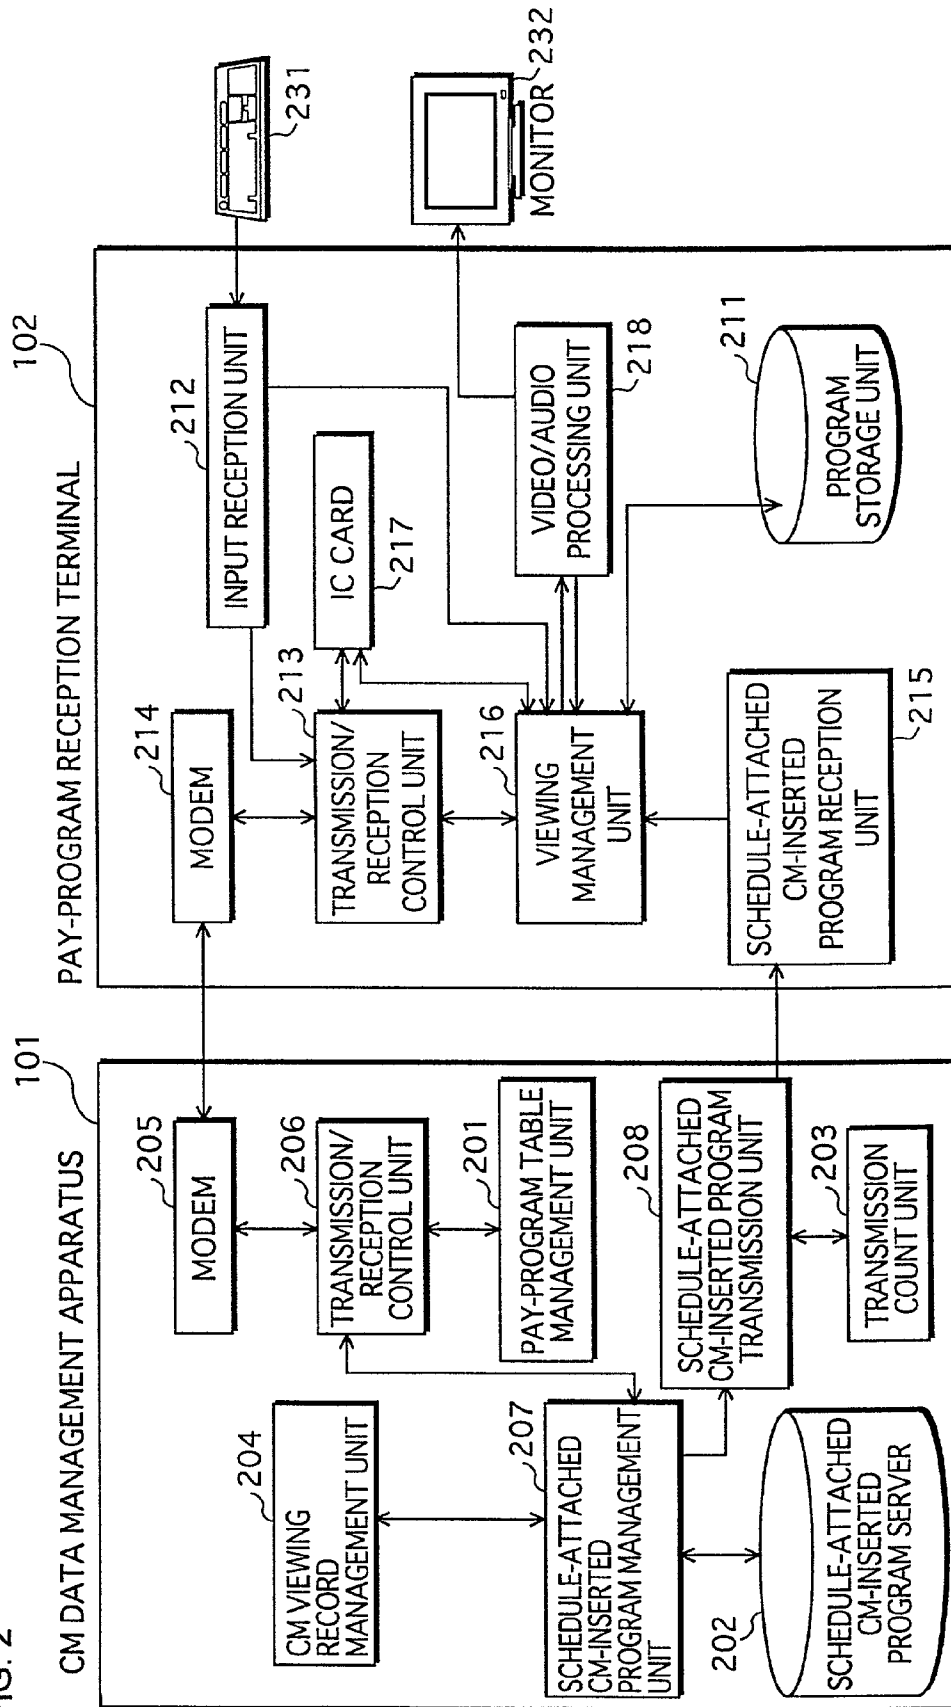 FIG. 2
CM DATA MANAGEMENT APPARATUS
101
204
CM VIEWING
RECORD
MANAGEMENT UNIT
207
SCHEDULE-ATTACHED
CM-INSERTED
PROGRAM MANAGEMENT
UNIT
202
SCHEDULE-ATTACHED
CM-INSERTED
PROGRAM SERVER
205
MODEM
206
TRANSMISSION/
RECEPTION
CONTROL UNIT
201
PAY-PROGRAM TABLE
MANAGEMENT UNIT
208
SCHEDULE-ATTACHED
CM-INSERTED PROGRAM
TRANSMISSION UNIT
203
TRANSMISSION
COUNT UNIT
PAY-PROGRAM RECEPTION TERMINAL
102
214
MODEM
213
TRANSMISSION/
RECEPTION
CONTROL UNIT
216
VIEWING
MANAGEMENT
UNIT
SCHEDULE-ATTACHED
CM-INSERTED
PROGRAM RECEPTION
UNIT
215
212
INPUT RECEPTION UNIT
IC CARD
217
VIDEO/AUDIO
PROCESSING UNIT
218
211
PROGRAM
STORAGE UNIT
231
232
MONITOR